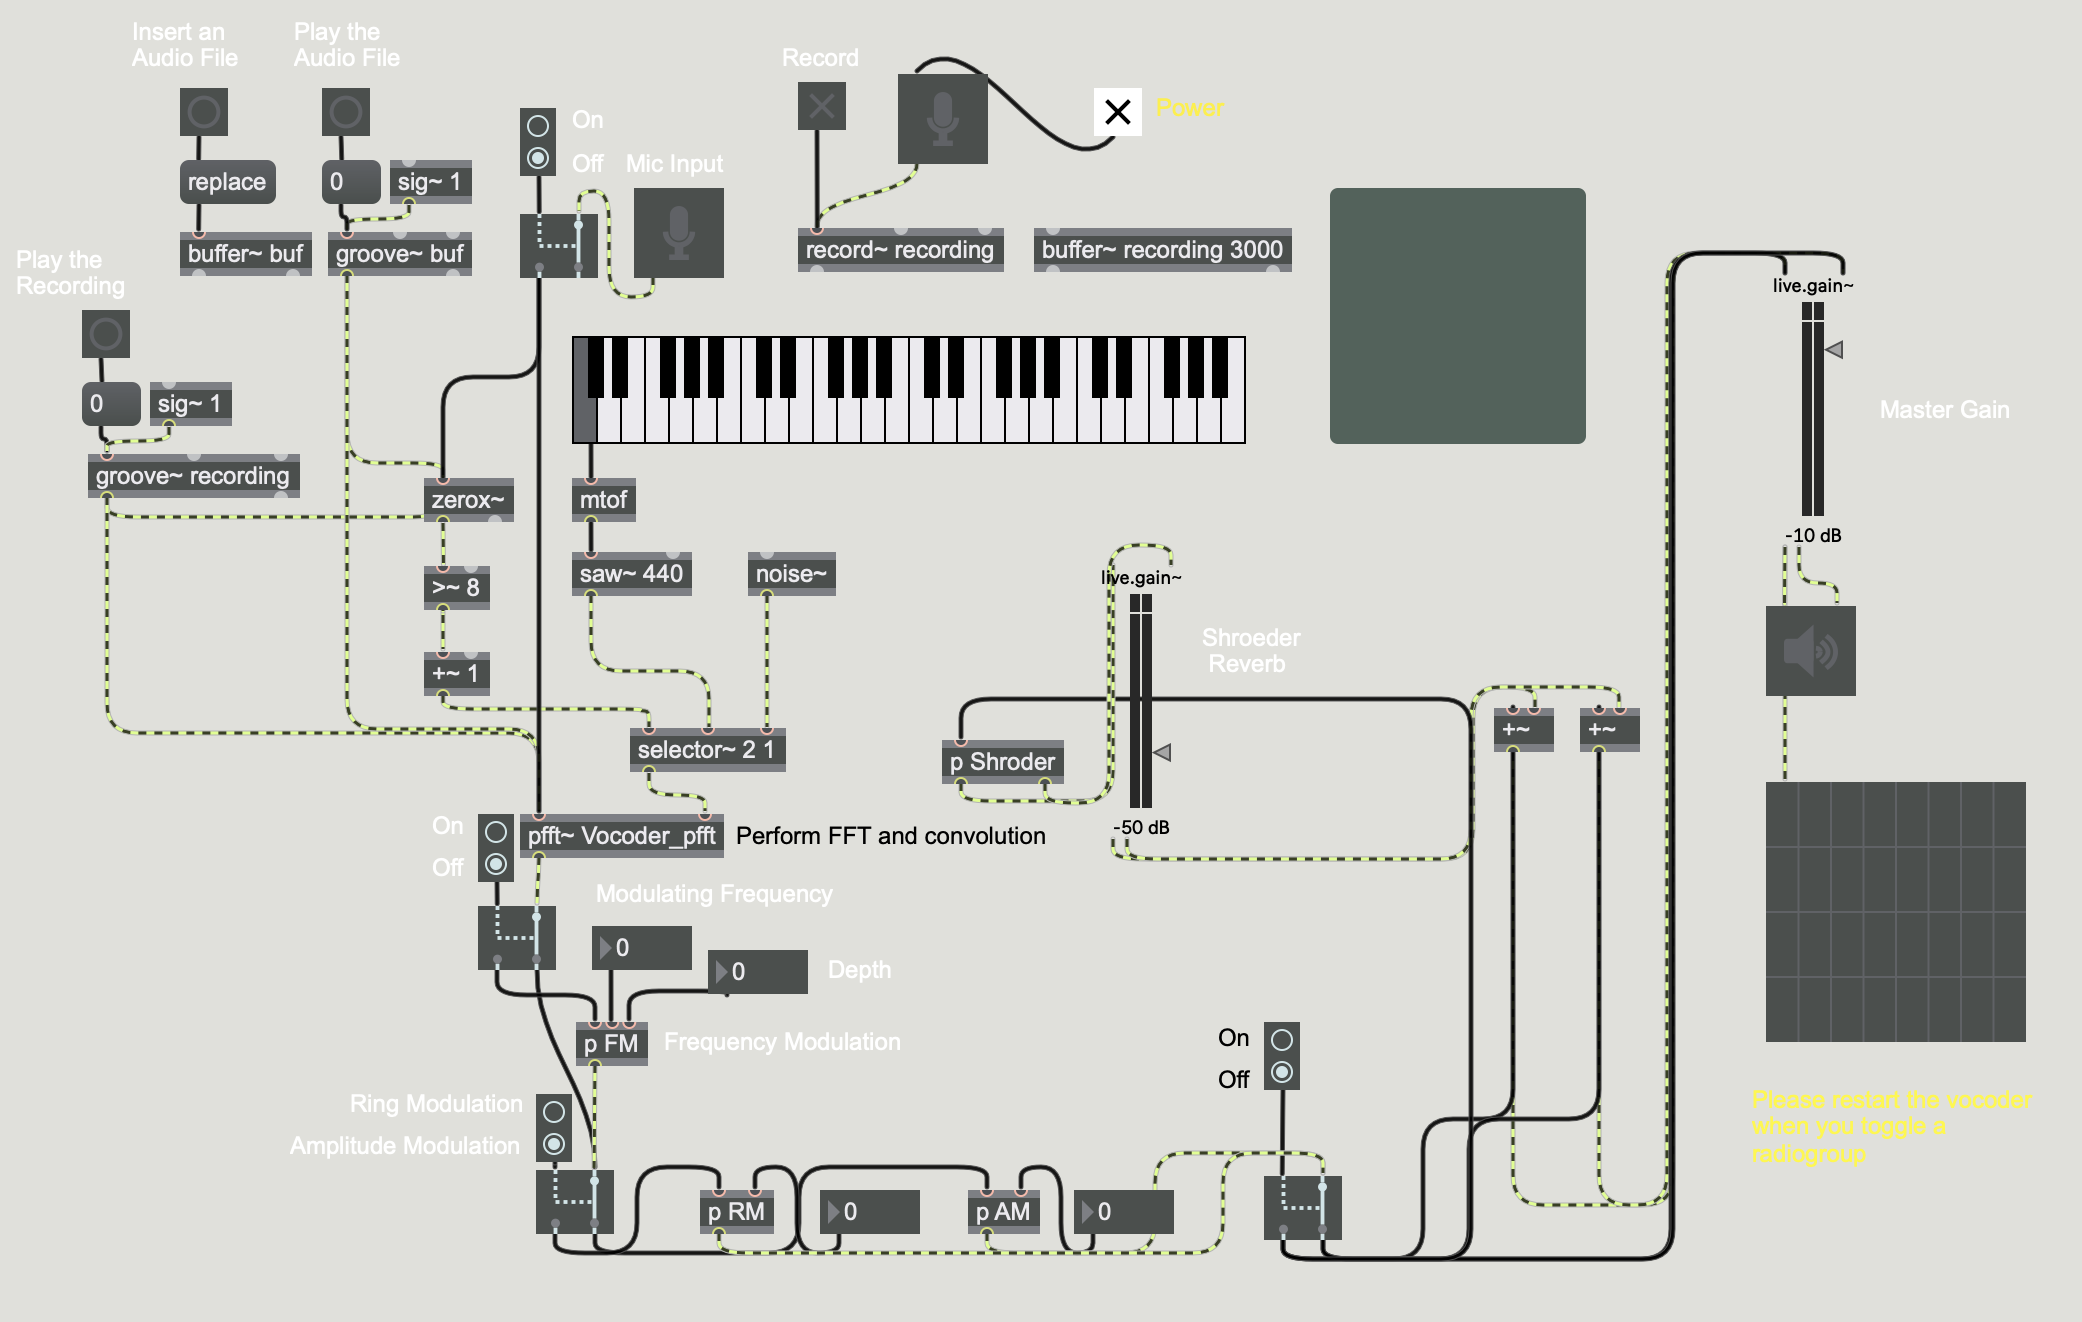 Insert an
Audio File
Play the
Audio File
Record
Power
On
Off
Mic Input
replace
0
sig~ 1
buffer~ buf
groove~ buf
record~ recording
buffer~ recording 3000
Play the
Recording
live.gain~
0
sig~ 1
Master Gain
groove~ recording
zerox~
mtof
-10 dB
>~ 8
saw~ 440
noise~
live.gain~
Shroeder
Reverb
+~ 1
selector~ 2 1
p Shroder
+~
+~
On
Off
pfft~ Vocoder_pfft
Perform FFT and convolution
-50 dB
Modulating Frequency
0
0
Depth
p FM
Frequency Modulation
On
Off
Ring Modulation
Amplitude Modulation
Please restart the vocoder
when you toggle a
radiogroup
p RM
0
p AM
0